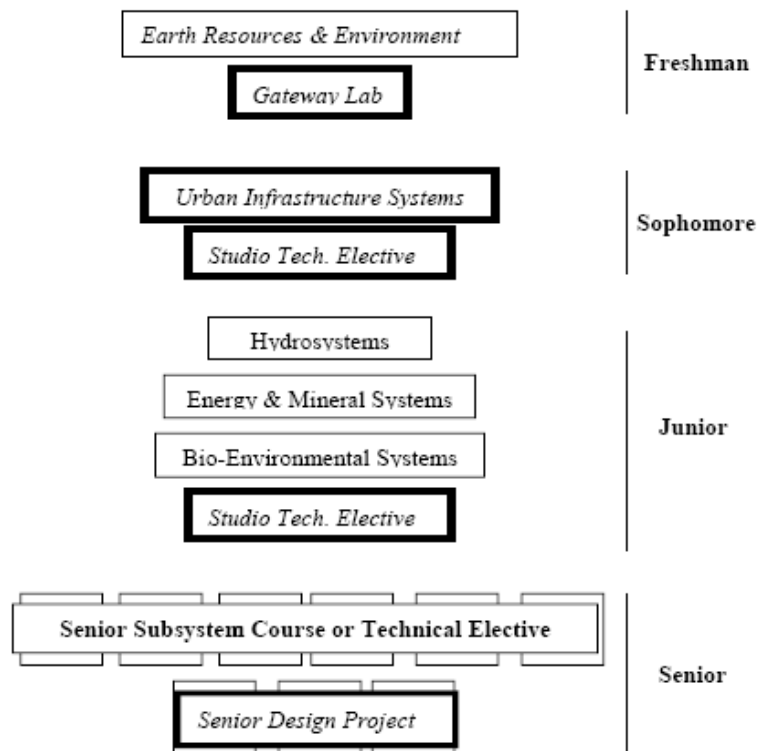 Earth Resources & Environment
Freshman
Gateway Lab
Urban Infrastructure Systems
Sophomore
Studio Tech. Elective
Hydrosystems
Energy & Mineral Systems
Junior
Bio-Environmental Systems
Studio Tech. Elective
Senior Subsystem Course or Technical Elective
Senior
Senior Design Project